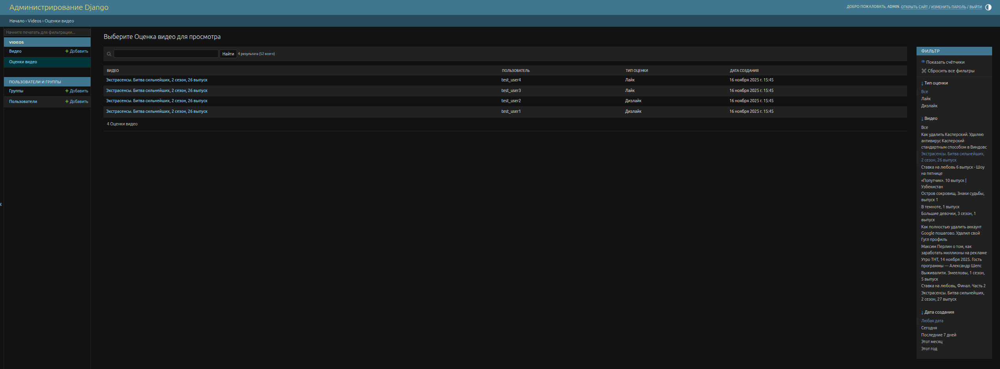 Администрирование Django
ДОБРО ПОЖАЛОВАТЬ, ADMIN. ОТКРЫТЬ САЙТ / ИЗМЕНИТЬ ПАРОЛЬ / ВЫЙТИ
Начало › Videos › Оценки видео
Начните печатать для фильтрации...
VIDEOS
Видео + Добавить
Оценки видео
ПОЛЬЗОВАТЕЛИ И ГРУППЫ
Группы + Добавить
Пользователи + Добавить
Выберите Оценка видео для просмотра
Найти 4 результата (52 всего)
ВИДЕО ПОЛЬЗОВАТЕЛЬ ТИП ОЦЕНКИ ДАТА СОЗДАНИЯ
Экстрасенсы. Битва сильнейших, 2 сезон, 26 выпуск test_user4 Лайк 16 ноября 2025 г. 15:45
Экстрасенсы. Битва сильнейших, 2 сезон, 26 выпуск test_user3 Лайк 16 ноября 2025 г. 15:45
Экстрасенсы. Битва сильнейших, 2 сезон, 26 выпуск test_user2 Дизлайк 16 ноября 2025 г. 15:45
Экстрасенсы. Битва сильнейших, 2 сезон, 26 выпуск test_user1 Дизлайк 16 ноября 2025 г. 15:45
4 Оценки видео
ФИЛЬТР
Показать счётчики
Сбросить все фильтры
↓ Тип оценки
Все
Лайк
Дизлайк
↓ Видео
Все
Как удалить Касперский. Удаляю
антивирус Касперский
стандартным способом в Виндовс
Экстрасенсы. Битва сильнейших,
2 сезон, 26 выпуск
Ставка на любовь 6 выпуск - Шоу
на пятнице
«Попутчик». 10 выпуск |
Узбекистан
Остров сокровищ. Знаки судьбы,
выпуск 1
В темноте, 1 выпуск
Большие девочки, 3 сезон, 1
выпуск
Как полностью удалить аккаунт
Google пошагово. Удалил свой
Гугл профиль
Максим Перлин о том, как
заработать миллионы на рекламе
Утро ТНТ, 14 ноября 2025. Гость
программы — Александр Шепс
Выживалити. Змееловы, 1 сезон,
5 выпуск
Ставка на любовь, Финал. Часть 2
Экстрасенсы. Битва сильнейших,
2 сезон, 27 выпуск
↓ Дата создания
Любая дата
Сегодня
Последние 7 дней
Этот месяц
Этот год